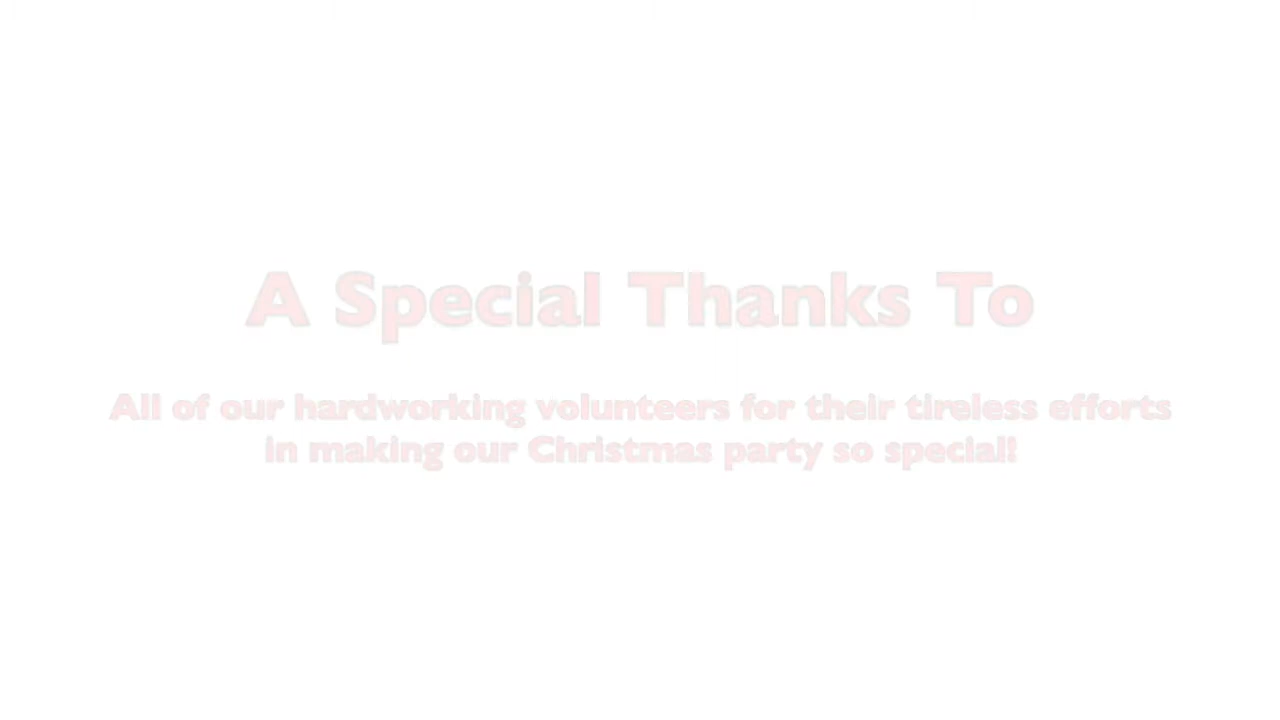 A Special Thanks To
All of our hardworking volunteers for their tireless efforts
in making our Christmas party so special!